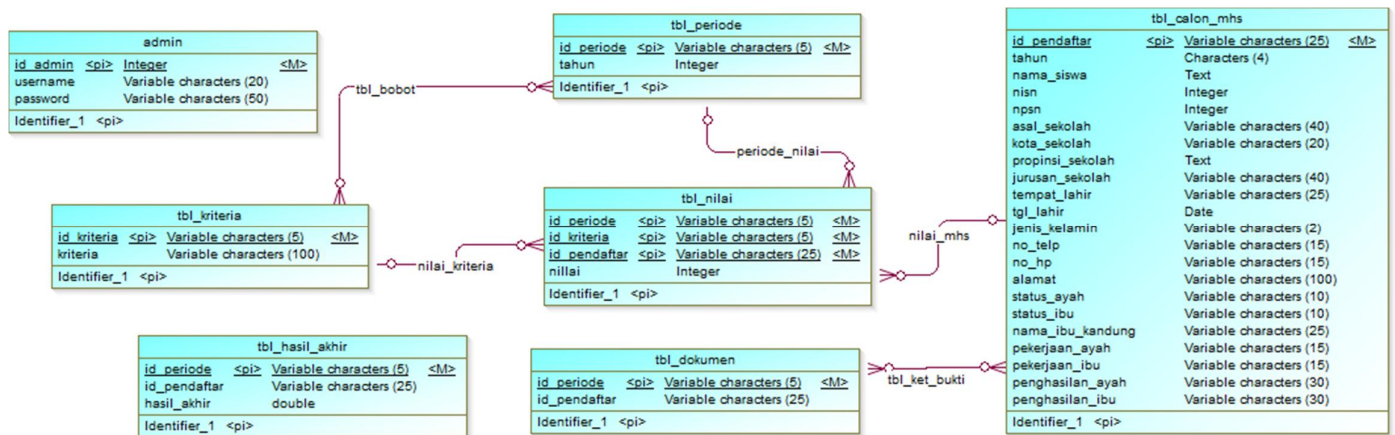 admin
id_admin <pi> Integer <M>
username Variable characters (20)
password Variable characters (50)
Identifier_1 <pi>
tbl_bobot
tbl_periode
id_periode <pi> Variable characters (5) <M>
tahun Integer
Identifier_1 <pi>
periode_nilai
tbl_kriteria
id_kriteria <pi> Variable characters (5) <M>
kriteria Variable characters (100)
Identifier_1 <pi>
nilai_kriteria
tbl_nilai
id_periode <pi> Variable characters (5) <M>
id_kriteria <pi> Variable characters (5) <M>
id_pendaftar <pi> Variable characters (25) <M>
nillai Integer
Identifier_1 <pi>
nilai_mhs
tbl_calon_mhs
id_pendaftar <pi> Variable characters (25) <M>
tahun Characters (4)
nama_siswa Text
nisn Integer
npsn Integer
asal_sekolah Variable characters (40)
kota_sekolah Variable characters (20)
propinsi_sekolah Text
jurusan_sekolah Variable characters (40)
tempat_lahir Variable characters (25)
tgl_lahir Date
jenis_kelamin Variable characters (2)
no_telp Variable characters (15)
no_hp Variable characters (15)
alamat Variable characters (100)
status_ayah Variable characters (10)
status_ibu Variable characters (10)
nama_ibu_kandung Variable characters (25)
pekerjaan_ayah Variable characters (15)
pekerjaan_ibu Variable characters (15)
penghasilan_ayah Variable characters (30)
penghasilan_ibu Variable characters (30)
Identifier_1 <pi>
tbl_hasil_akhir
id_periode <pi> Variable characters (5) <M>
id_pendaftar Variable characters (25)
hasil_akhir double
Identifier_1 <pi>
tbl_dokumen
id_periode <pi> Variable characters (5) <M>
id_pendaftar Variable characters (25)
Identifier_1 <pi>
tbl_ket_bukti